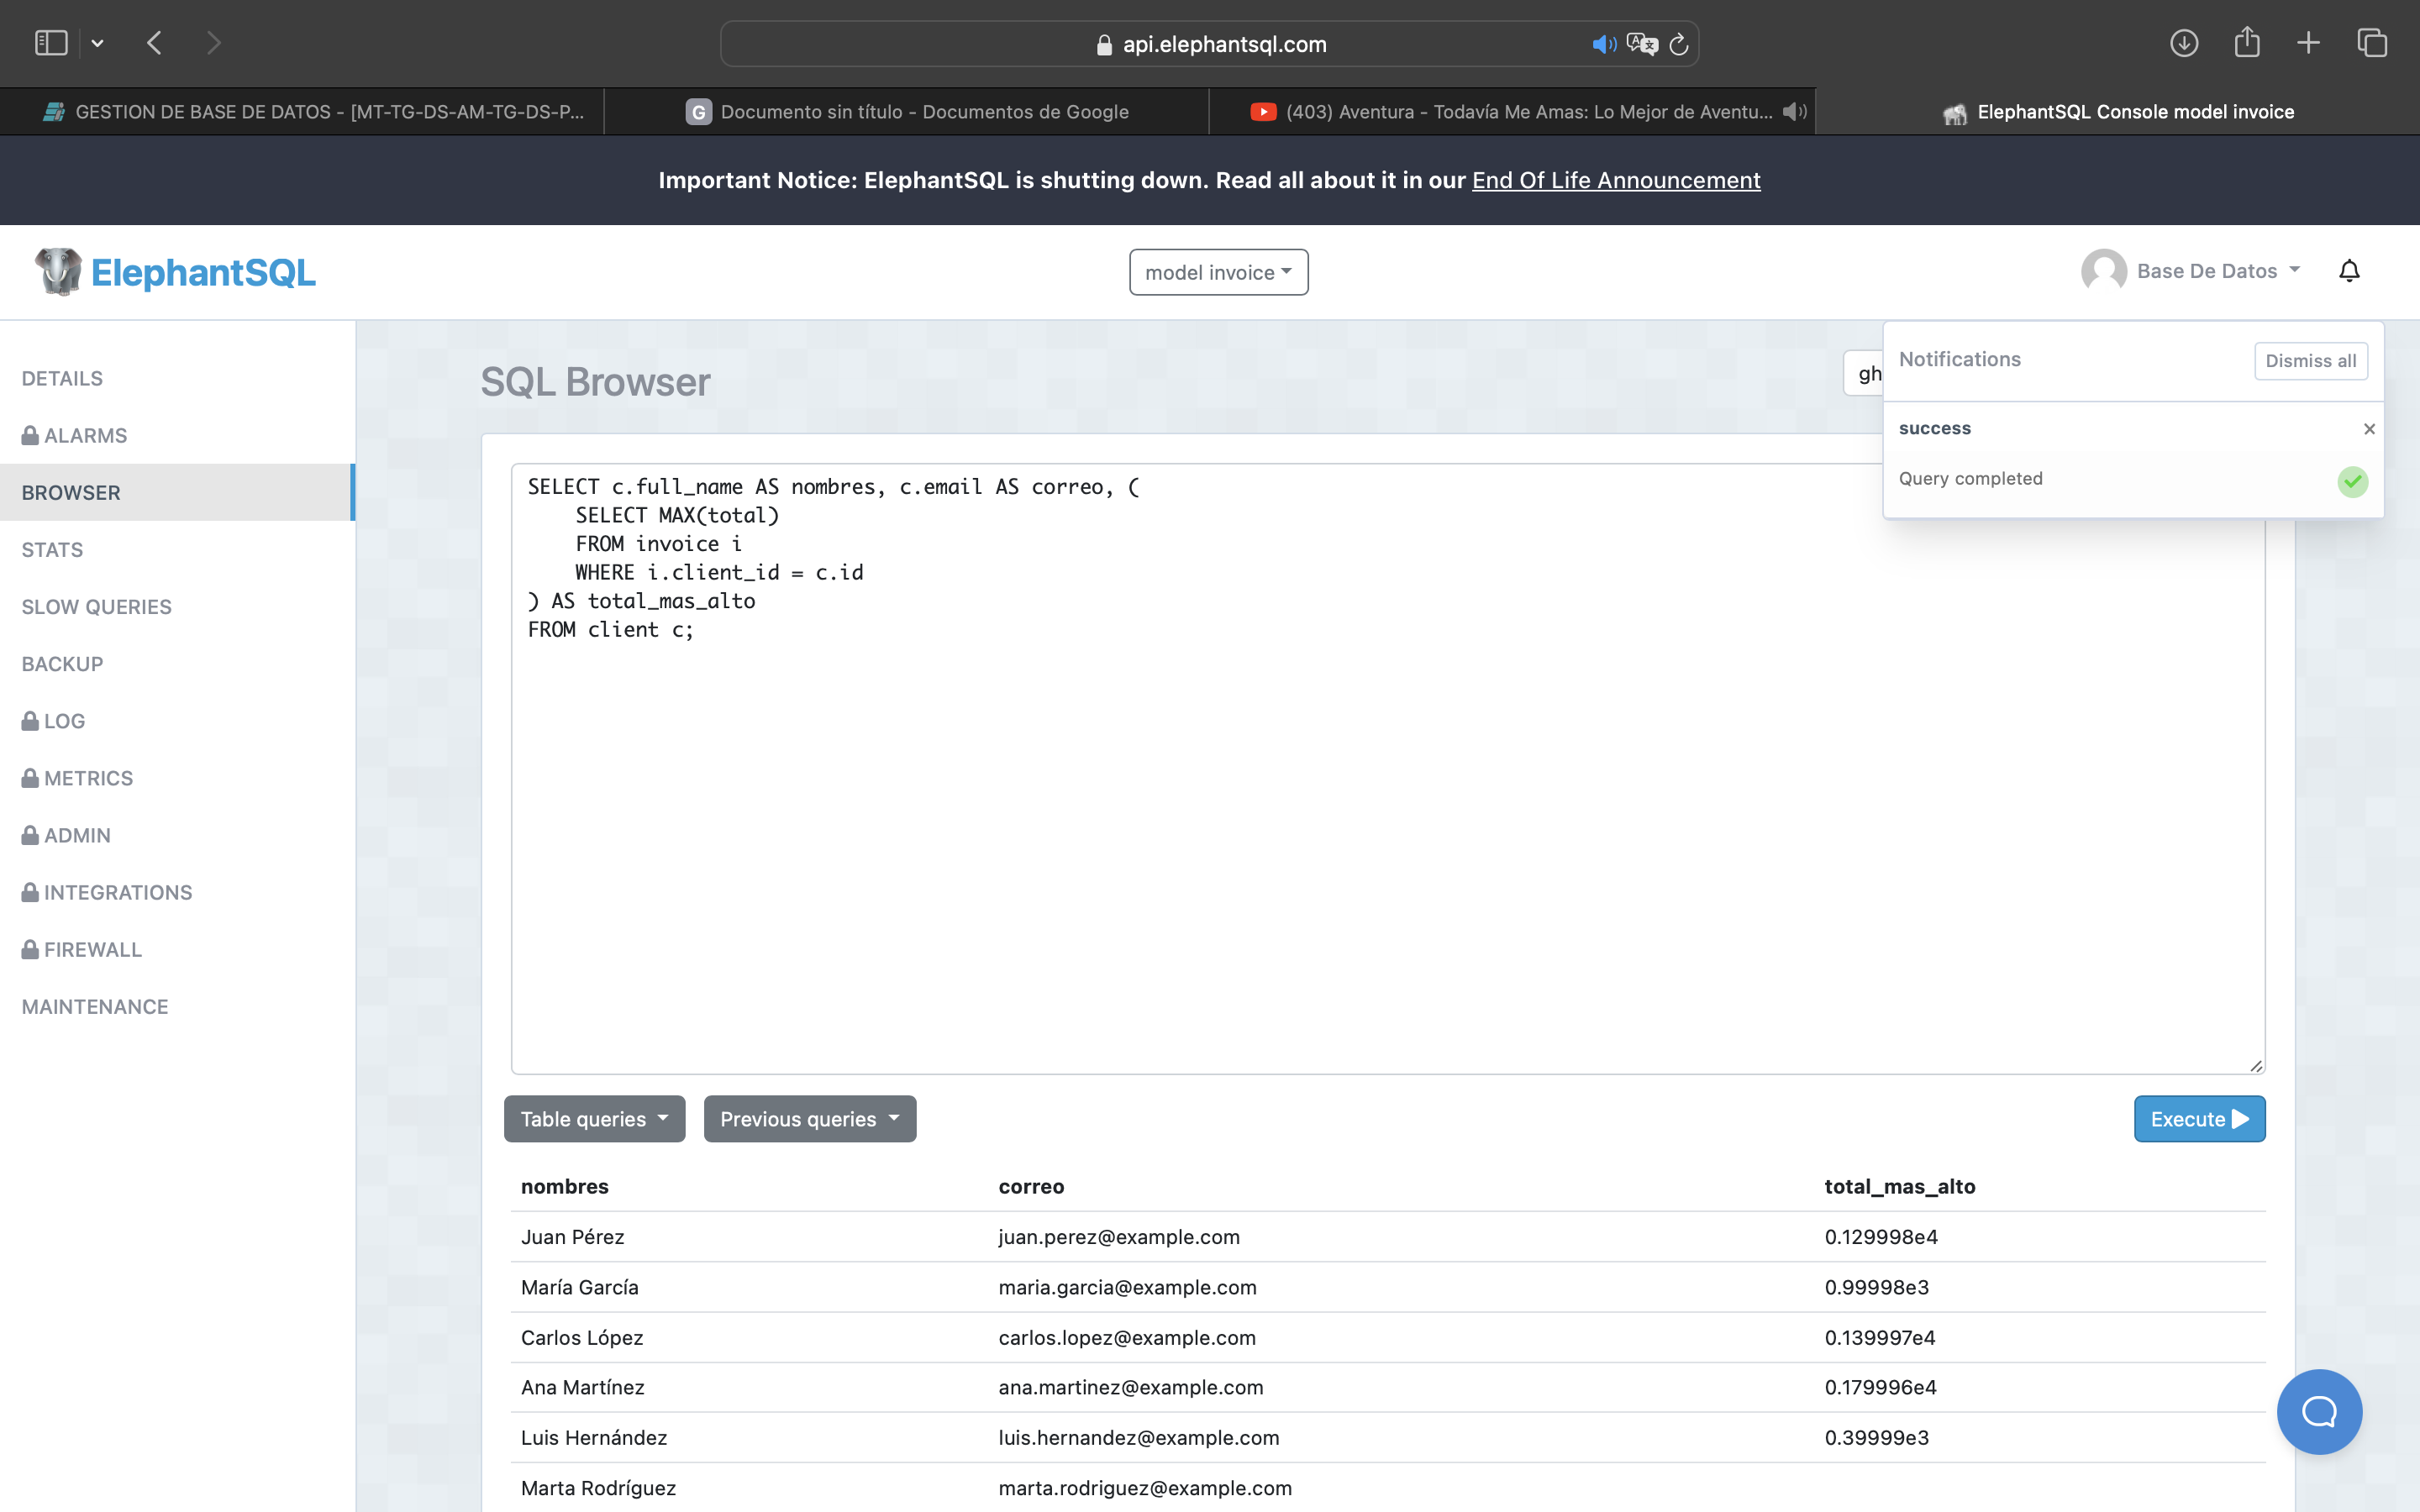 api.elephantsql.com
GESTION DE BASE DE DATOS - [MT-TG-DS-AM-TG-DS-P...
G Documento sin título - Documentos de Google
(403) Aventura - Todavía Me Amas: Lo Mejor de Aventu...
ElephantSQL Console model invoice
Important Notice: ElephantSQL is shutting down. Read all about it in our End Of Life Announcement
ElephantSQL
model invoice
Base De Datos
DETAILS
ALARMS
BROWSER
STATS
SLOW QUERIES
BACKUP
LOG
METRICS
ADMIN
INTEGRATIONS
FIREWALL
MAINTENANCE
SQL Browser
gh
Notifications
Dismiss all
success
×
Query completed
SELECT c.full_name AS nombres, c.email AS correo, (
SELECT MAX(total)
FROM invoice i
WHERE i.client_id = c.id
) AS total_mas_alto
FROM client c;
Table queries
Previous queries
Execute
nombres correo total_mas_alto
Juan Pérez juan.perez@example.com 0.129998e4
María García maria.garcia@example.com 0.99998e3
Carlos López carlos.lopez@example.com 0.139997e4
Ana Martínez ana.martinez@example.com 0.179996e4
Luis Hernández luis.hernandez@example.com 0.39999e3
Marta Rodríguez marta.rodriguez@example.com